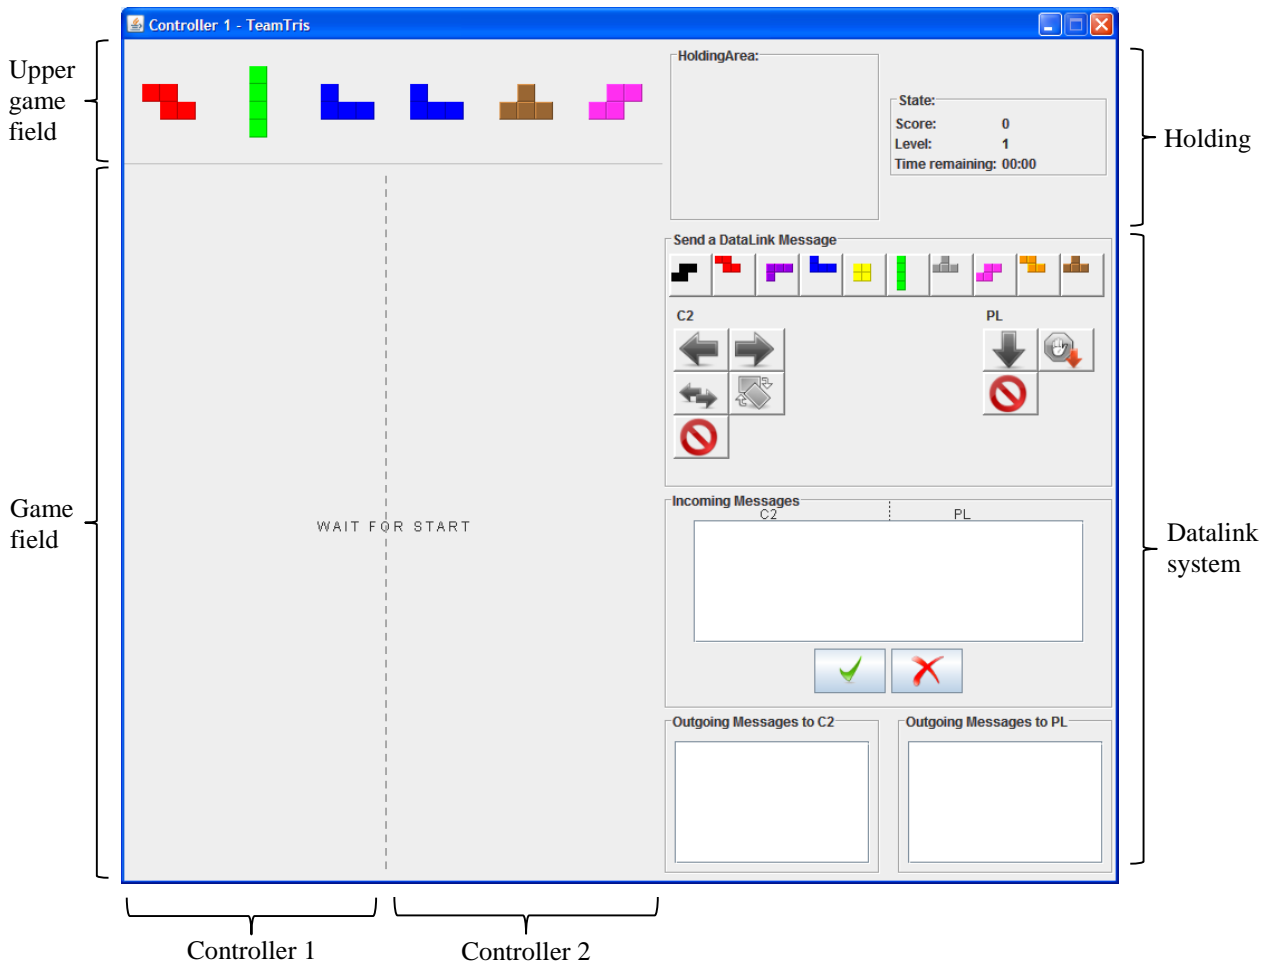 Controller 1 - TeamTris
Upper
game
field
HoldingArea:
State:
Score: 0
Level: 1
Time remaining: 00:00
Holding
Send a DataLink Message
C2 PL
Game
field
WAIT FOR START
Incoming Messages
C2 PL
Datalink
system
Outgoing Messages to C2
Outgoing Messages to PL
Controller 1
Controller 2